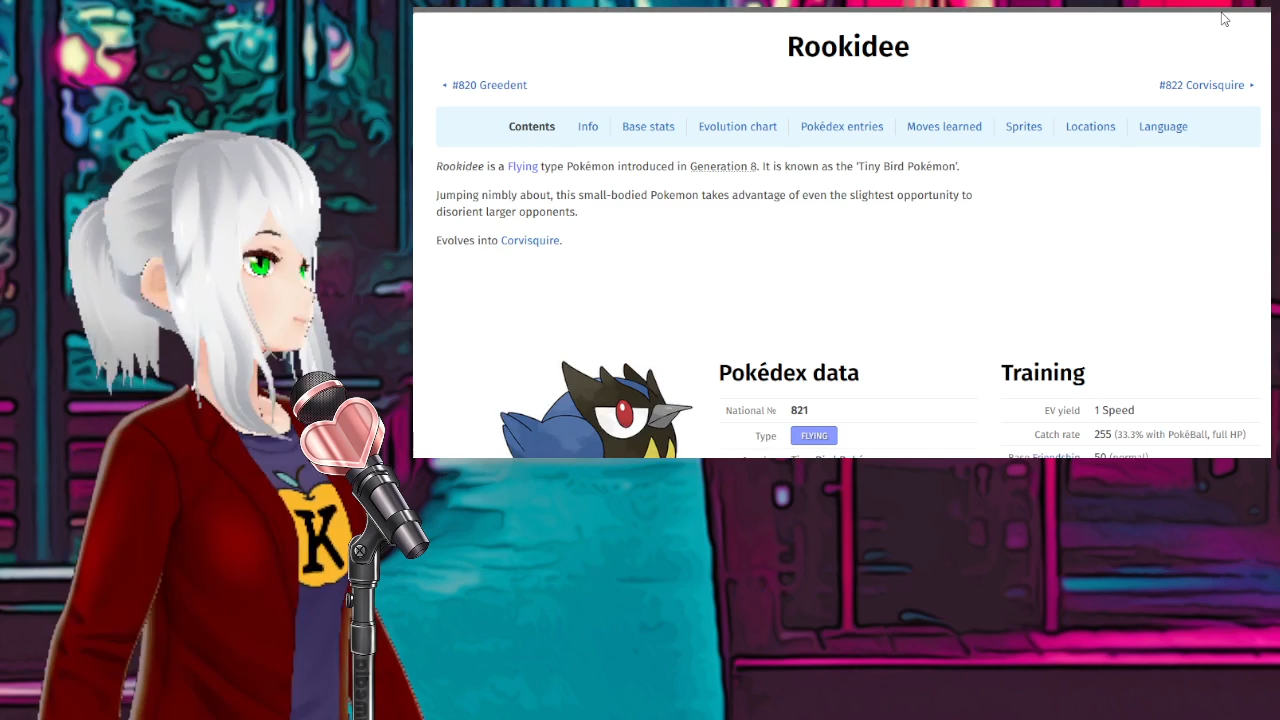 Rookidee
◂ #820 Greedent
#822 Corvisquire ▸
Contents Info Base stats Evolution chart Pokédex entries Moves learned Sprites Locations Language
Rookidee is a Flying type Pokémon introduced in Generation 8. It is known as the 'Tiny Bird Pokémon'.
Jumping nimbly about, this small-bodied Pokemon takes advantage of even the slightest opportunity to
disorient larger opponents.
Evolves into Corvisquire.
Pokédex data
National № 821
Type FLYING
Training
EV yield 1 Speed
Catch rate 255 (33.3% with PokéBall, full HP)
Base Friendship 50 (normal)
K